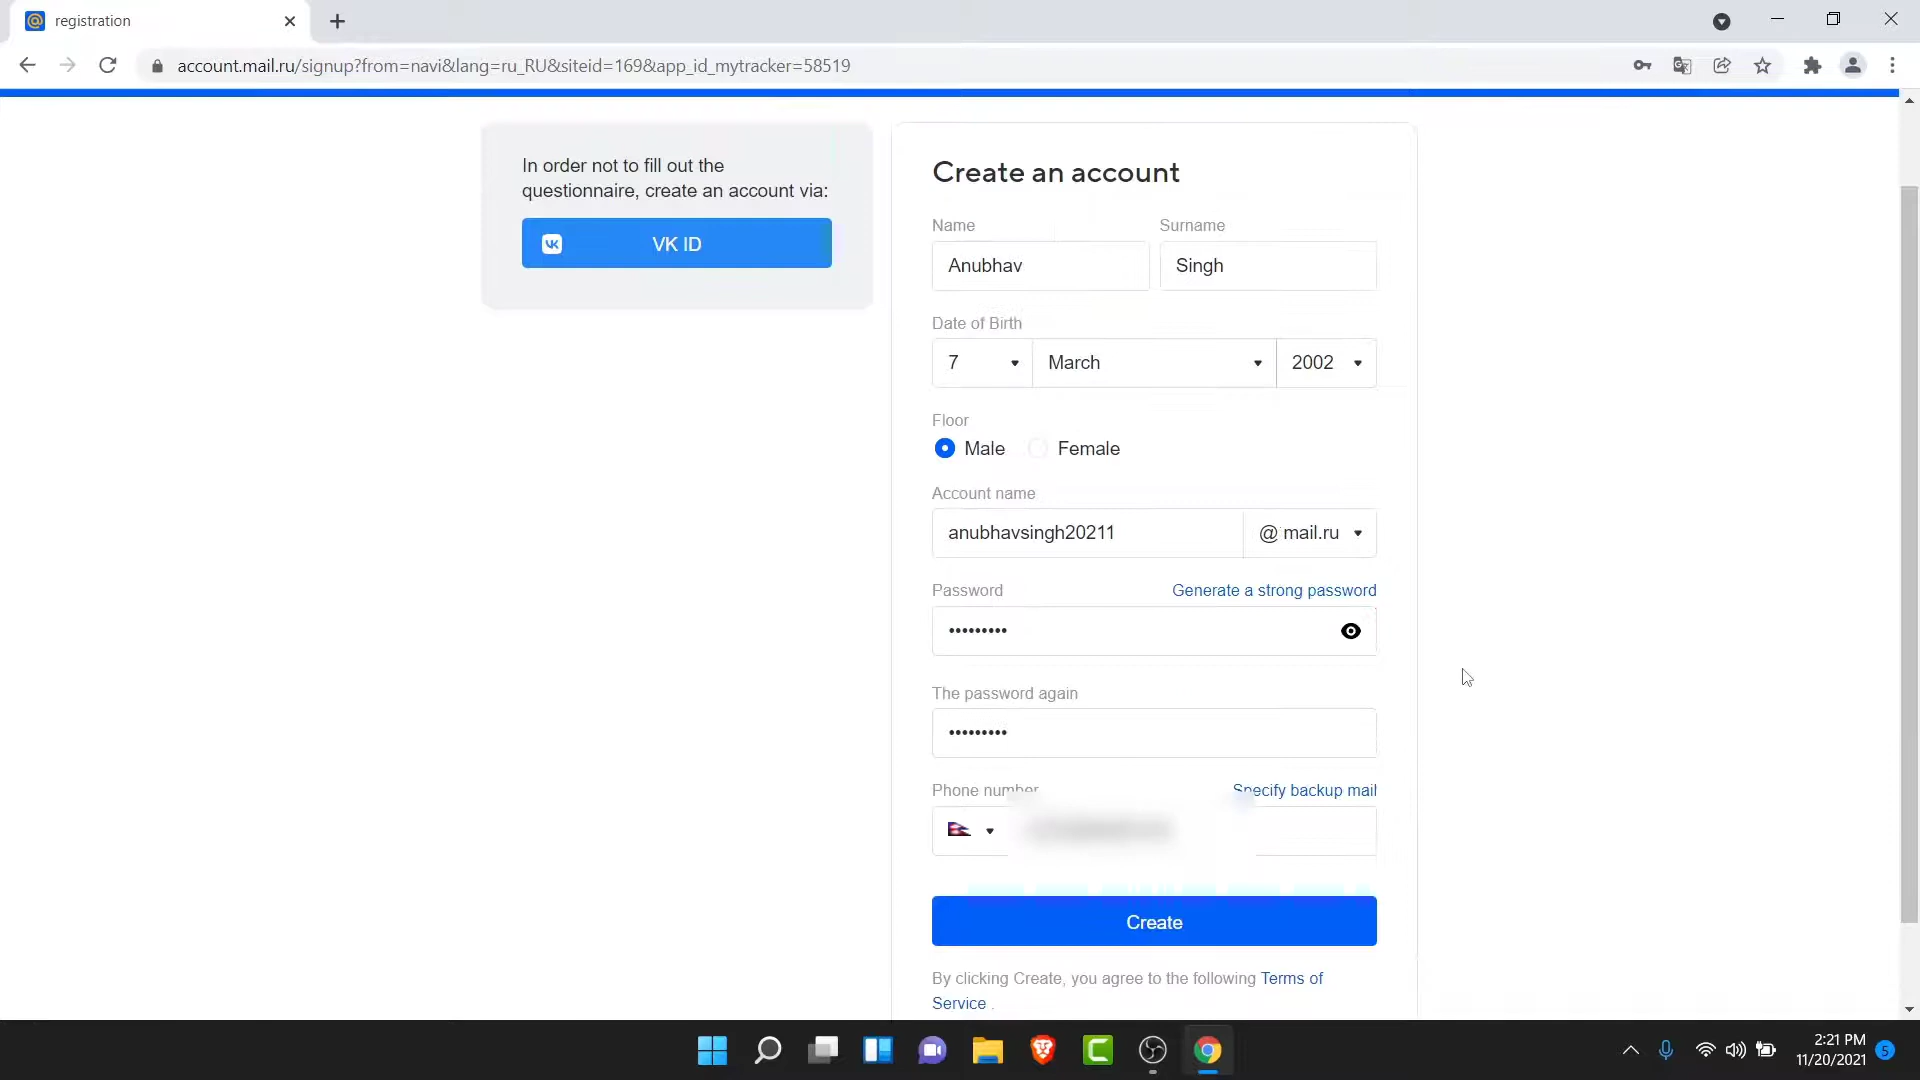 registration
account.mail.ru/signup?from=navi&lang=ru_RU&siteid=169&app_id_mytracker=58519
In order not to fill out the
questionnaire, create an account via:
VK ID
Create an account
Name
Surname
Anubhav
Singh
Date of Birth
7
March
2002
Floor
Male
Female
Account name
anubhavsingh20211
@ mail.ru
Password
Generate a strong password
•••••••••
The password again
•••••••••
Phone number
Specify backup mail
Create
By clicking Create, you agree to the following Terms of
Service .
2:21 PM
11/20/2021
5